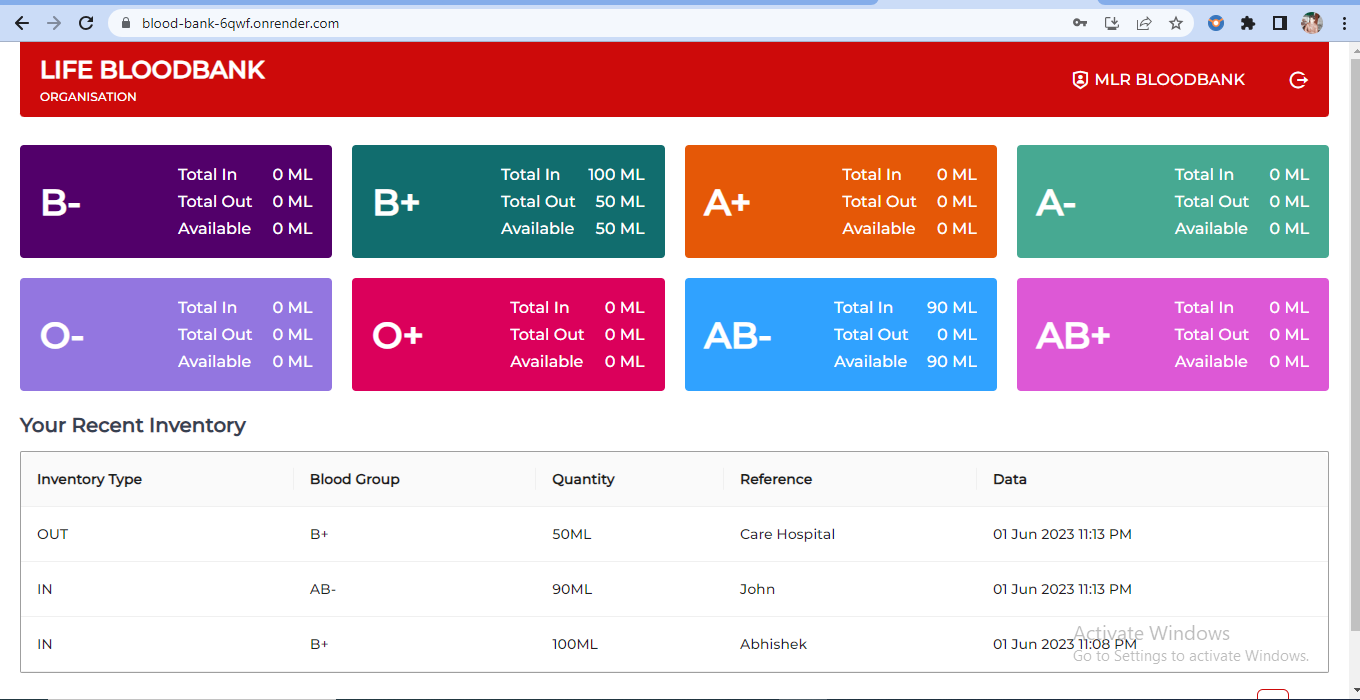 blood-bank-6qwf.onrender.com
LIFE BLOODBANK
ORGANISATION
MLR BLOODBANK
B-
Total In 0 ML
Total Out 0 ML
Available 0 ML
B+
Total In 100 ML
Total Out 50 ML
Available 50 ML
A+
Total In 0 ML
Total Out 0 ML
Available 0 ML
A-
Total In 0 ML
Total Out 0 ML
Available 0 ML
O-
Total In 0 ML
Total Out 0 ML
Available 0 ML
O+
Total In 0 ML
Total Out 0 ML
Available 0 ML
AB-
Total In 90 ML
Total Out 0 ML
Available 90 ML
AB+
Total In 0 ML
Total Out 0 ML
Available 0 ML
Your Recent Inventory
Inventory Type Blood Group Quantity Reference Data
OUT B+ 50ML Care Hospital 01 Jun 2023 11:13 PM
IN AB- 90ML John 01 Jun 2023 11:13 PM
IN B+ 100ML Abhishek 01 Jun 2023 11:08 PM
Activate Windows
Go to Settings to activate Windows.